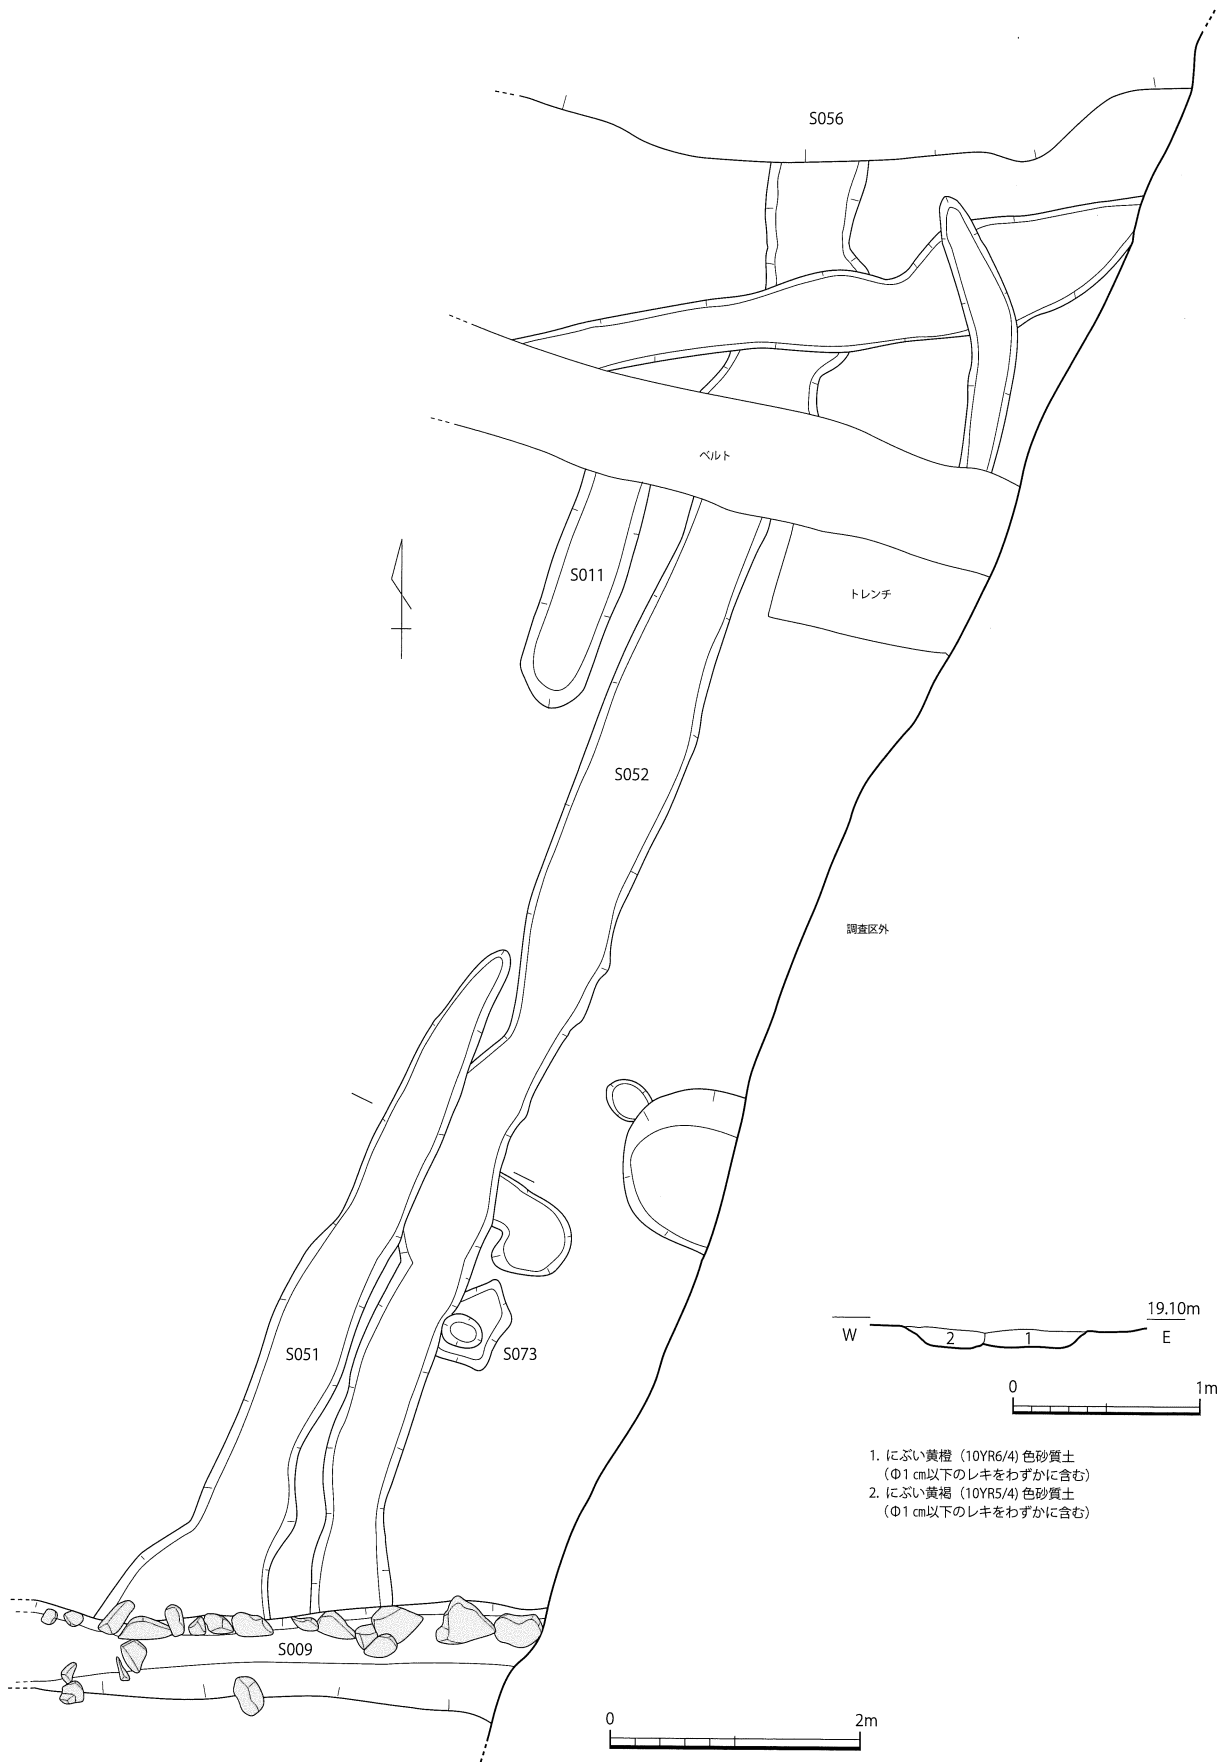 S056
ベルト
S011
トレンチ
S052
調査区外
19.10m
W
2
1
E
S051
S073
0
1m
1. にぶい黄橙（10YR6/4) 色砂質土
（Φ1 ㎝以下のレキをわずかに含む）
2. にぶい黄褐（10YR5/4) 色砂質土
（Φ1 ㎝以下のレキをわずかに含む）
S009
0
2m